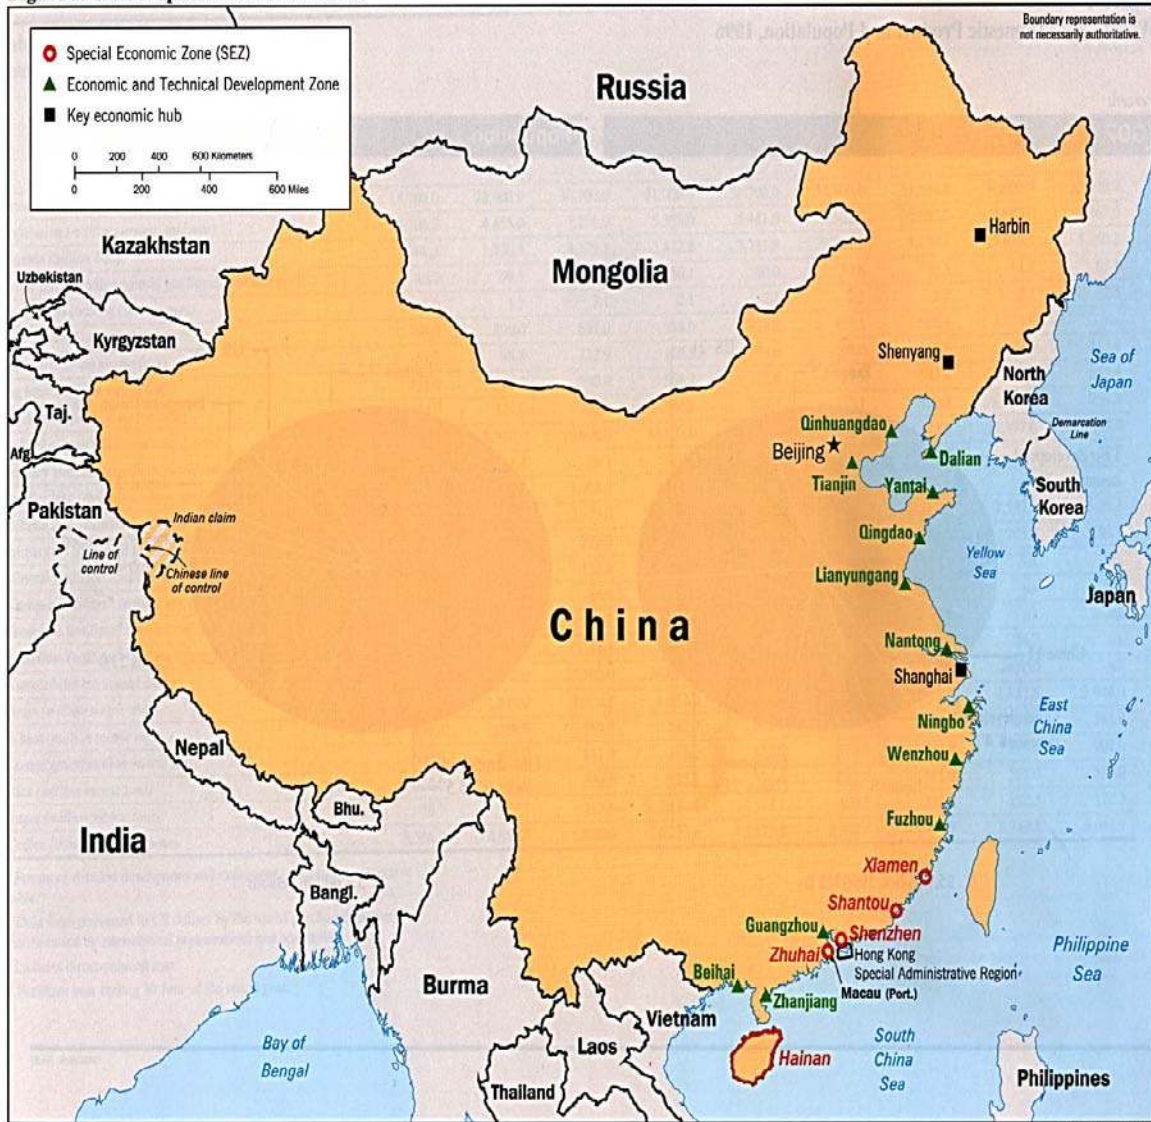 Boundary representation is
not necessarily authoritative.
Special Economic Zone (SEZ)
Economic and Technical Development Zone
Key economic hub
0 200 400 600 Kilometers
0 200 400 600 Miles
Russia
Kazakhstan
Mongolia
Harbin
Uzbekistan
Kyrgyzstan
Shenyang
Sea of
Japan
North
Korea
Taj.
Demarcation
Line
Qinhuangdao
Beijing
Dalian
Afg.
Tianjin
Yantai
South
Korea
Pakistan
Indian claim
Line of
control
Chinese line
of control
Qingdao
Yellow
Sea
Lianyungang
Japan
China
Nantong
Shanghai
Ningbo
East
China
Sea
Nepal
Wenzhou
Bhu.
India
Fuzhou
Xiamen
Bangl.
Shantou
Guangzhou
Shenzhen
Zhuhai
Hong Kong
Special Administrative Region
Macau (Port.)
Philippine
Sea
Beihai
Zhanjiang
Burma
Vietnam
Bay of
Bengal
Laos
Hainan
South
China
Sea
Thailand
Philippines